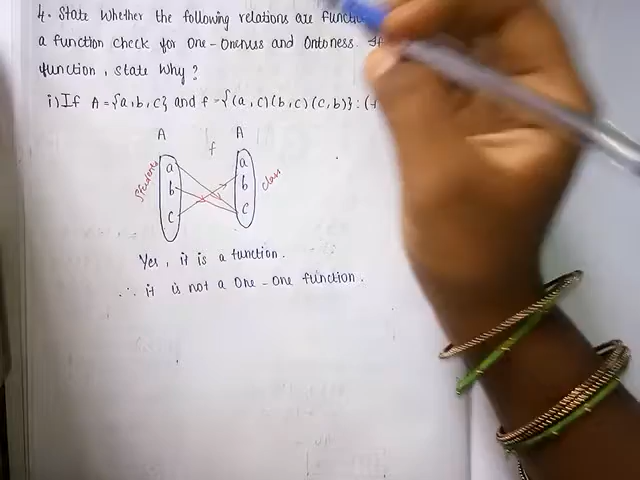 4. State whether the following relations are functi
a function check for one-oneness and Ontoness. If
function, state why?
i) If A = {a, b, c} and f = {(a, c) (b, c) (c, b)} : (f
A f A
Students a a class
b b
c c
Yes, it is a function.
∴ it is not a One-One function.